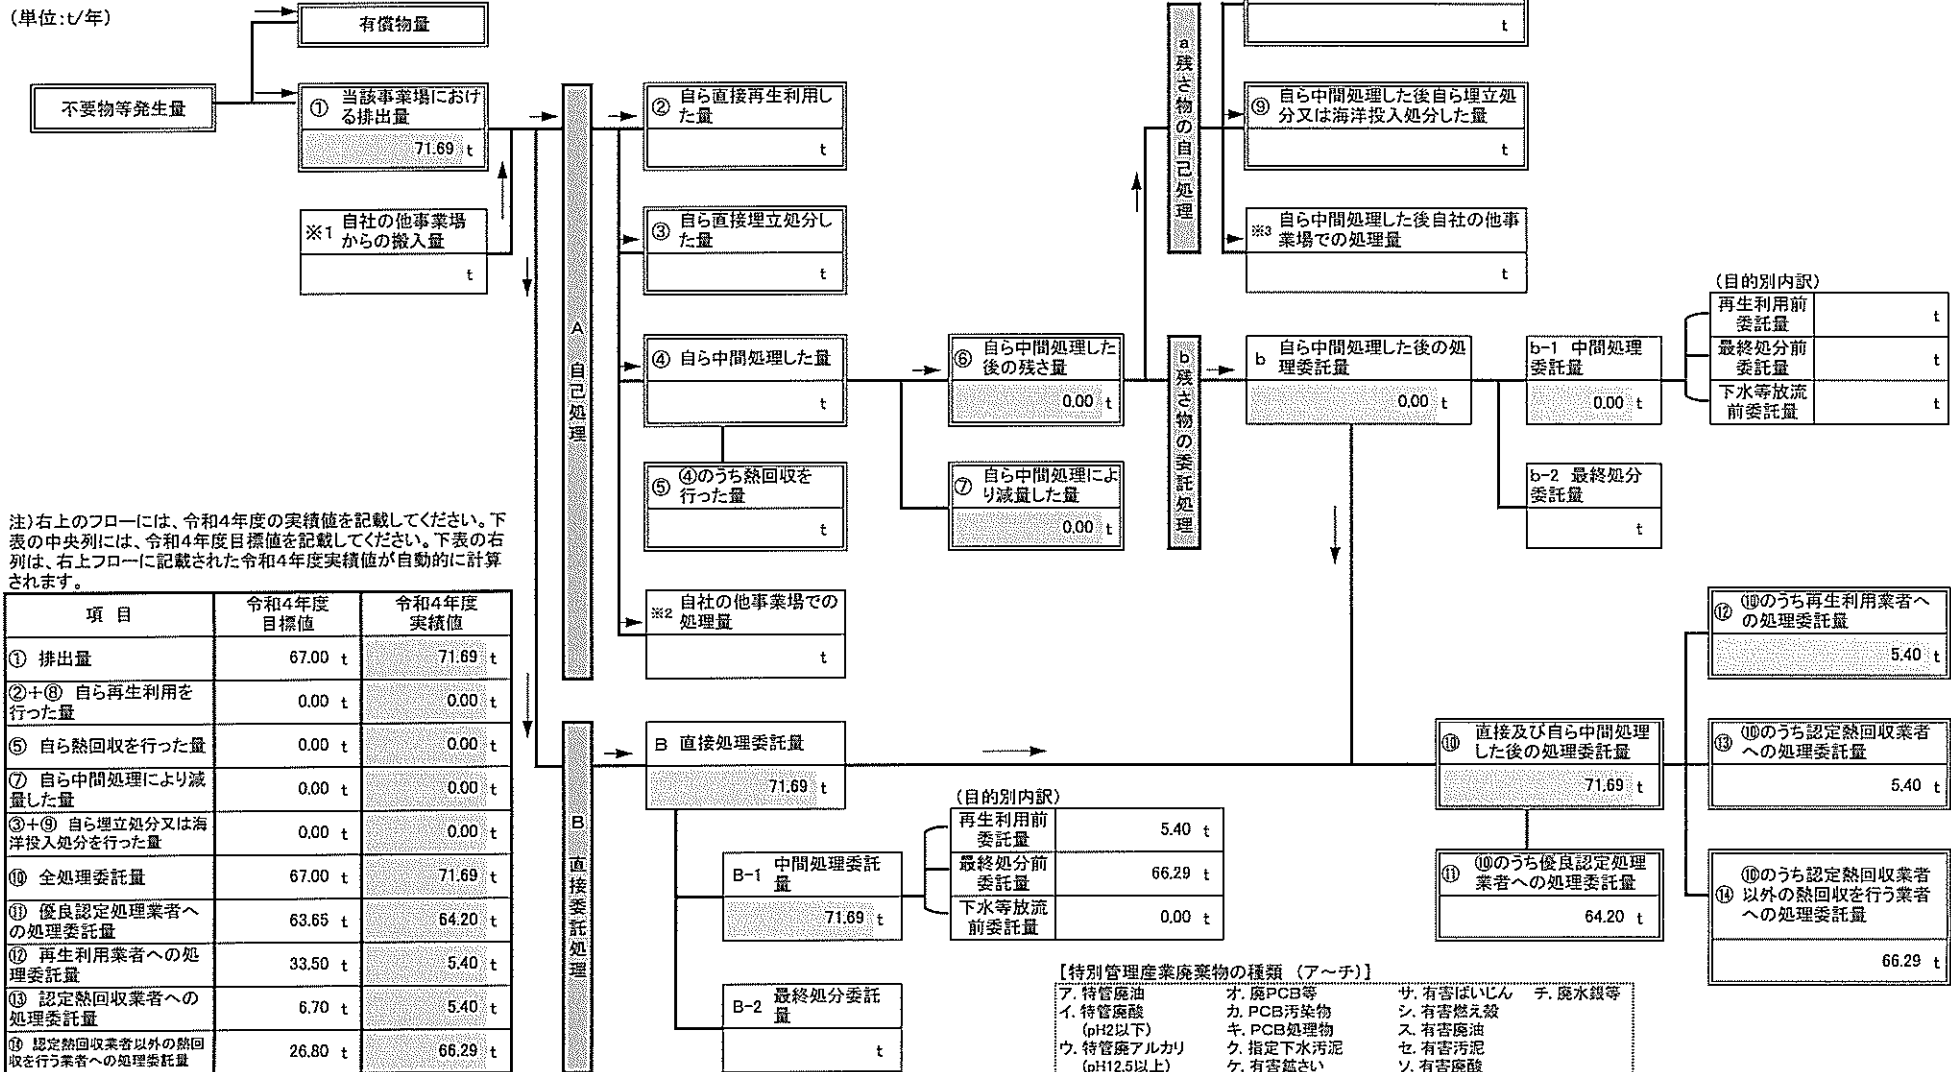 (単位:t/年)
有償物量
不要物等発生量
① 当該事業場におけ
る排出量
71.69 t
※1 自社の他事業場
からの搬入量
t
A 自己処理
② 自ら直接再生利用し
た量
t
③ 自ら直接埋立処分し
た量
t
④ 自ら中間処理した量
t
⑤ ④のうち熱回収を
行った量
t
※2 自社の他事業場での
処理量
t
⑥ 自ら中間処理した
後の残さ量
0.00 t
⑦ 自ら中間処理によ
り減量した量
0.00 t
a残さ物の自己処理
t
⑨ 自ら中間処理した後自ら埋立処
分又は海洋投入処分した量
t
※3 自ら中間処理した後自社の他事
業場での処理量
t
b残さ物の委託処理
b 自ら中間処理した後の処
理委託量
0.00 t
b-1 中間処理
委託量
0.00 t
b-2 最終処分
委託量
t
(目的別内訳)
再生利用前
委託量 t
最終処分前
委託量 t
下水等放流
前委託量 t
注)右上のフローには、令和4年度の実績値を記載してください。下
表の中央列には、令和4年度目標値を記載してください。下表の右
列は、右上フローに記載された令和4年度実績値が自動的に計算
されます。
項 目 令和4年度
目標値 令和4年度
実績値
① 排出量 67.00 t 71.69 t
②+⑧ 自ら再生利用を
行った量 0.00 t 0.00 t
⑤ 自ら熱回収を行った量 0.00 t 0.00 t
⑦ 自ら中間処理により減
量した量 0.00 t 0.00 t
③+⑨ 自ら埋立処分又は海
洋投入処分を行った量 0.00 t 0.00 t
⑩ 全処理委託量 67.00 t 71.69 t
⑪ 優良認定処理業者へ
の処理委託量 63.65 t 64.20 t
⑫ 再生利用業者への処
理委託量 33.50 t 5.40 t
⑬ 認定熱回収業者への
処理委託量 6.70 t 5.40 t
⑭ 認定熱回収業者以外の熱回
収を行う業者への処理委託量 26.80 t 66.29 t
B 直接委託処理
B 直接処理委託量
71.69 t
B-1 中間処理委託
量
71.69 t
B-2 最終処分委託
量
t
(目的別内訳)
再生利用前
委託量 5.40 t
最終処分前
委託量 66.29 t
下水等放流
前委託量 0.00 t
⑩ 直接及び自ら中間処理
した後の処理委託量
71.69 t
⑪ ⑩のうち優良認定処理
業者への処理委託量
64.20 t
⑫ ⑩のうち再生利用業者へ
の処理委託量
5.40 t
⑬ ⑩のうち認定熱回収業者
への処理委託量
5.40 t
⑭ ⑩のうち認定熱回収業者
以外の熱回収を行う業者
への処理委託量
66.29 t
【特別管理産業廃棄物の種類 (ア~チ)】
ア. 特管廃油 オ. 廃PCB等 サ. 有害ばいじん チ. 廃水銀等
イ. 特管廃酸 カ. PCB汚染物 シ. 有害燃え殻
(pH2以下) キ. PCB処理物 ス. 有害廃油
ウ. 特管廃アルカリ ク. 指定下水汚泥 セ. 有害汚泥
(pH12.5以上) ケ. 有害鉱さい ソ. 有害廃酸